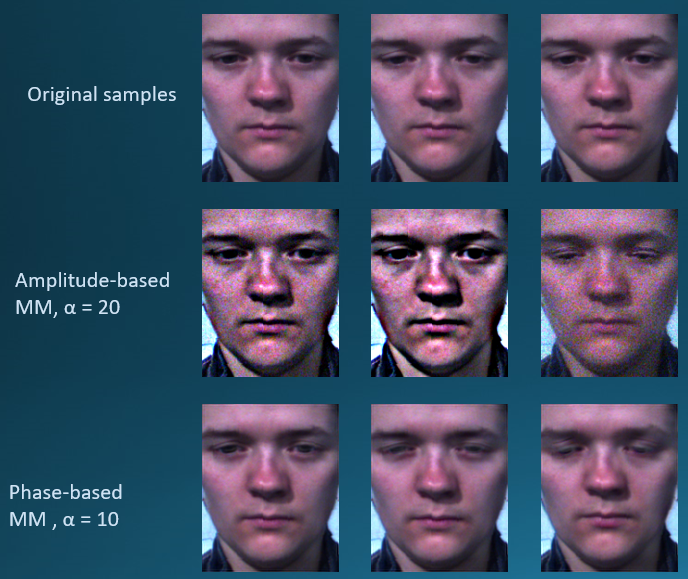 Original samples
Amplitude-based
MM, α = 20
Phase-based
MM , α = 10